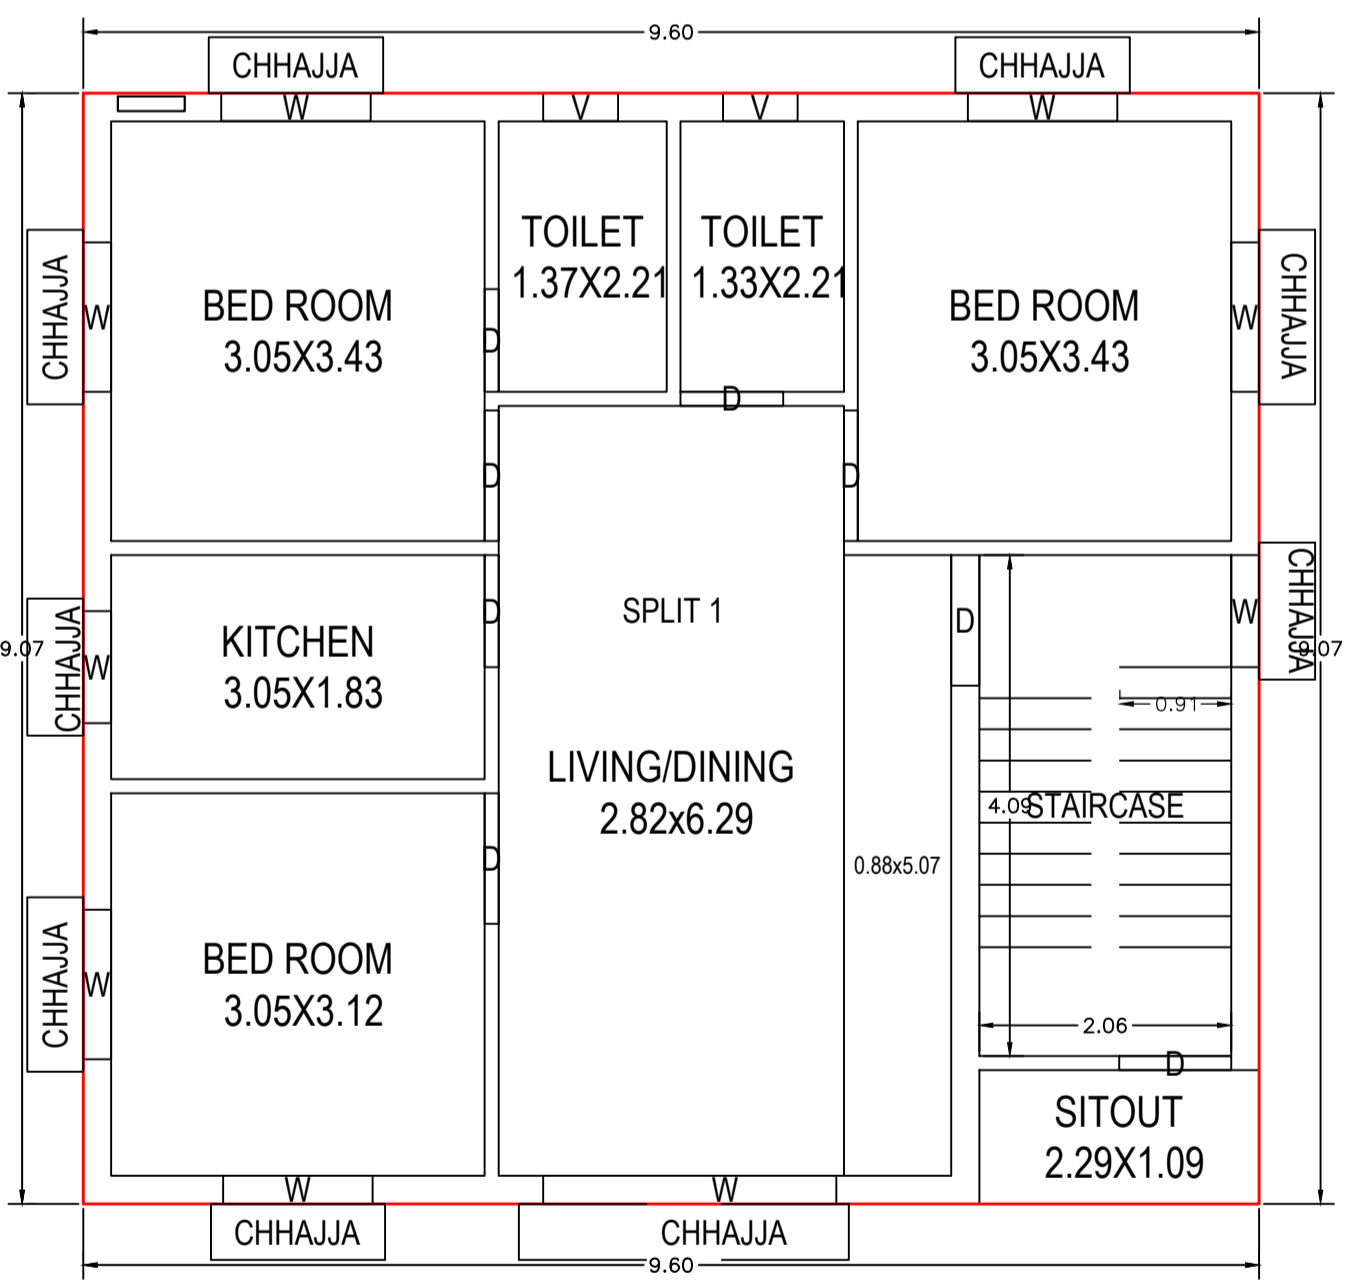 9.60
CHHAJJA
CHHAJJA
W
V
V
W
TOILET
1.37X2.21
TOILET
1.33X2.21
CHHAJJA
W
BED ROOM
3.05X3.43
D
BED ROOM
3.05X3.43
W
CHHAJJA
D
D
D
CHHAJJA
W
KITCHEN
3.05X1.83
D
SPLIT 1
D
W
CHHAJJA
9.07
9.07
0.91
LIVING/DINING
2.82x6.29
4.09
STAIRCASE
D
0.88x5.07
CHHAJJA
W
BED ROOM
3.05X3.12
2.06
D
SITOUT
2.29X1.09
W
W
CHHAJJA
CHHAJJA
9.60